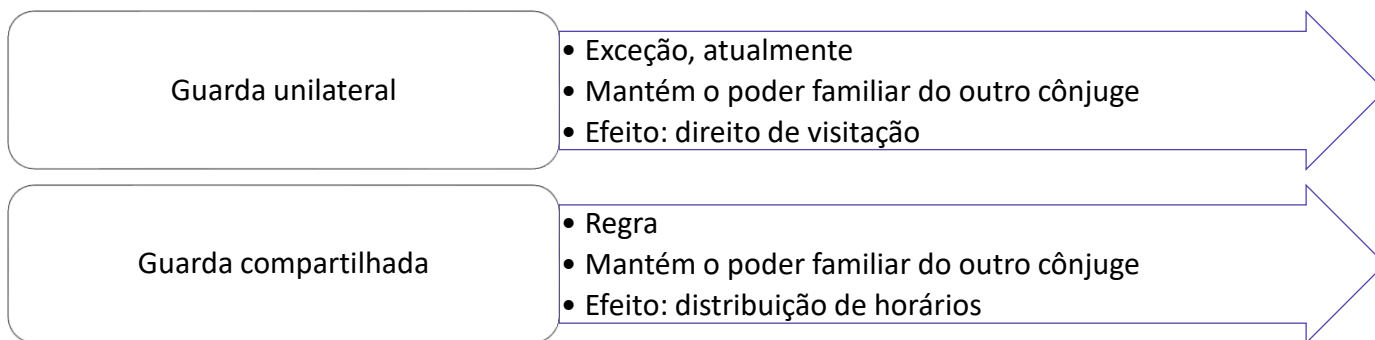 Guarda unilateral
• Exceção, atualmente
• Mantém o poder familiar do outro cônjuge
• Efeito: direito de visitação
Guarda compartilhada
• Regra
• Mantém o poder familiar do outro cônjuge
• Efeito: distribuição de horários